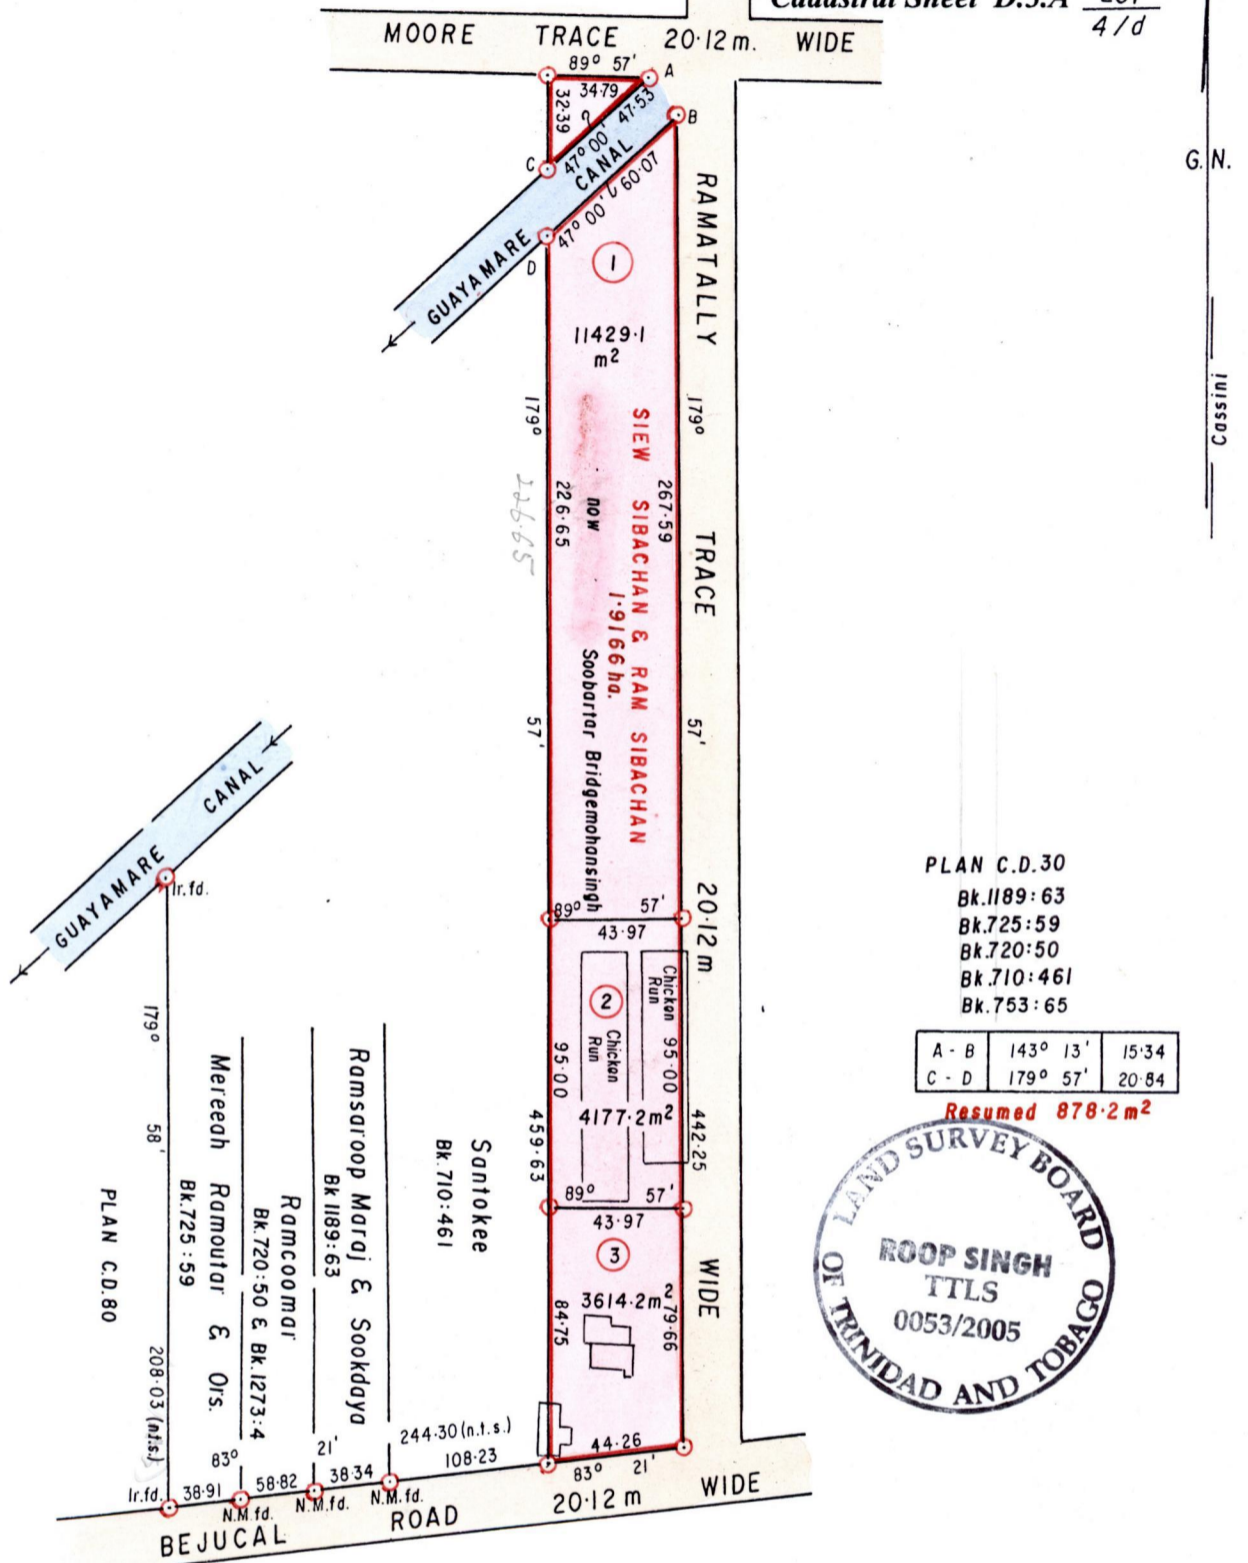 Cadastral Sheet D.5.A
4/d
MOORE TRACE 20·12 m. WIDE
89° 57'
34·79
32·39
A
B
C
D
47° 00' 47·53
CANAL
GUAYAMARE
47° 00' 60·07
G.N.
Cassini
RAMATALLY TRACE 20·12 m WIDE
1
11429·1
m²
179° 57'
179° 57'
226·65
226·65
267·59
SIEW SIBACHAN & RAM SIBACHAN
1·9166 ha.
now Soobartar Bridgemohansingh
89° 57'
43·97
2
Chicken
Run
Chicken
Run
95·00
95·00
4177·2 m²
459·63
442·25
89° 57'
43·97
3
3614·2 m²
84·75
79·66
44·26
83° 21'
CANAL
GUAYAMARE
Ir.fd.
179° 58'
208·03 (n.t.s.)
PLAN C.D.80
Mereeah Ramoutar & Ors.
Bk.725:59
Ramcoomar
Bk.720:50 & Bk.1273:4
Ramsaroop Maraj & Sookdaya
Bk 1189:63
Santokee
Bk.710:461
244·30 (n.t.s.)
108·23
83° 21'
Ir.fd.
38·91
58·82
38·34
N.M.fd.
N.M.fd.
N.M.fd.
BEJUCAL ROAD 20·12 m WIDE
PLAN C.D.30
Bk.1189:63
Bk.725:59
Bk.720:50
Bk.710:461
Bk.753:65
A - B 143° 13' 15·34
C - D 179° 57' 20·84
Resumed 878·2 m²
LAND SURVEY BOARD
OF TRINIDAD AND TOBAGO
ROOP SINGH
TTLS
0053/2005